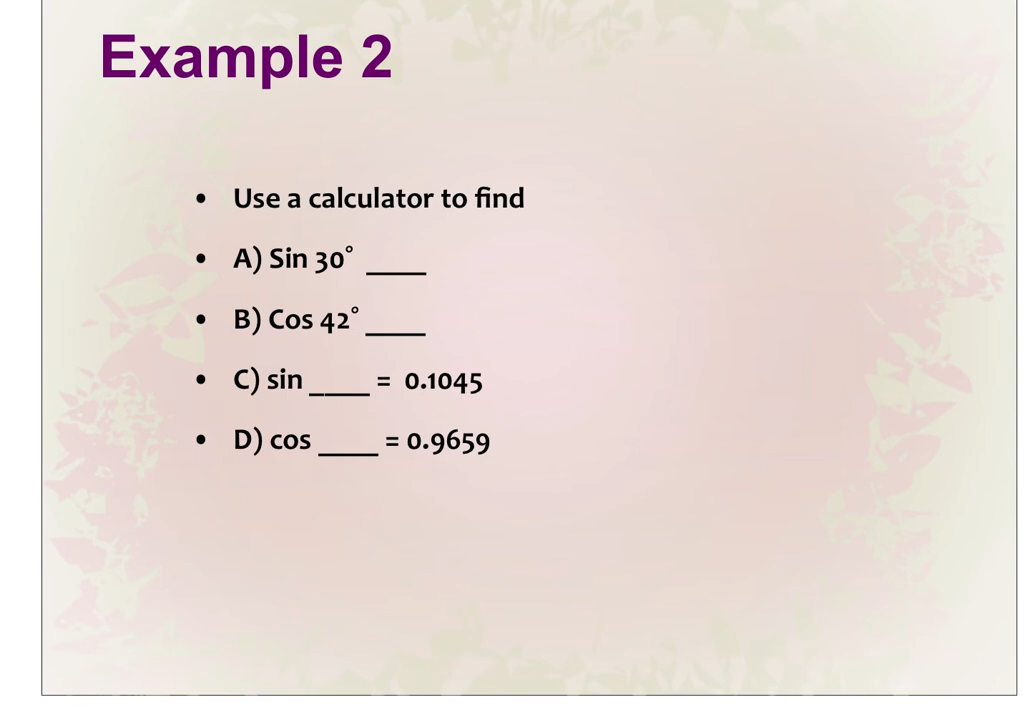 Example 2
• Use a calculator to find
• A) Sin 30° ____
• B) Cos 42° ____
• C) sin ____ = 0.1045
• D) cos ____ = 0.9659